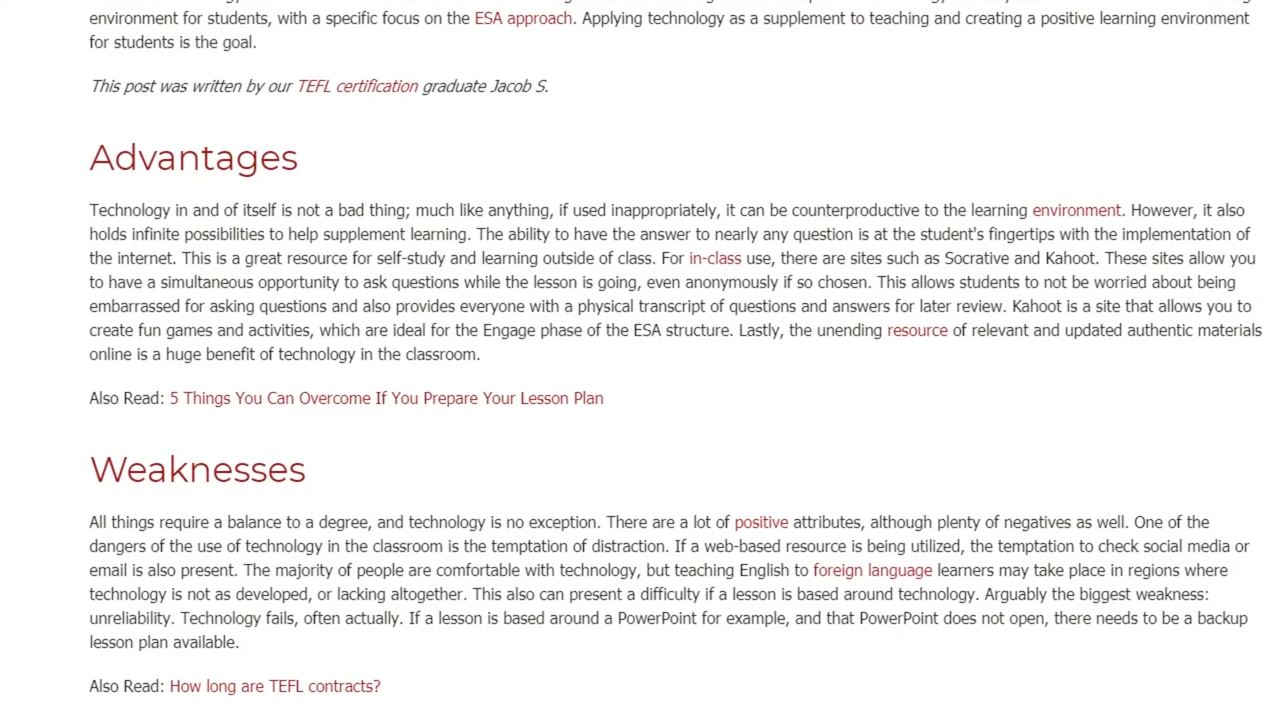 environment for students, with a specific focus on the ESA approach. Applying technology as a supplement to teaching and creating a positive learning environment
for students is the goal.
This post was written by our TEFL certification graduate Jacob S.
Advantages
Technology in and of itself is not a bad thing; much like anything, if used inappropriately, it can be counterproductive to the learning environment. However, it also
holds infinite possibilities to help supplement learning. The ability to have the answer to nearly any question is at the student's fingertips with the implementation of
the internet. This is a great resource for self-study and learning outside of class. For in-class use, there are sites such as Socrative and Kahoot. These sites allow you
to have a simultaneous opportunity to ask questions while the lesson is going, even anonymously if so chosen. This allows students to not be worried about being
embarrassed for asking questions and also provides everyone with a physical transcript of questions and answers for later review. Kahoot is a site that allows you to
create fun games and activities, which are ideal for the Engage phase of the ESA structure. Lastly, the unending resource of relevant and updated authentic materials
online is a huge benefit of technology in the classroom.
Also Read: 5 Things You Can Overcome If You Prepare Your Lesson Plan
Weaknesses
All things require a balance to a degree, and technology is no exception. There are a lot of positive attributes, although plenty of negatives as well. One of the
dangers of the use of technology in the classroom is the temptation of distraction. If a web-based resource is being utilized, the temptation to check social media or
email is also present. The majority of people are comfortable with technology, but teaching English to foreign language learners may take place in regions where
technology is not as developed, or lacking altogether. This also can present a difficulty if a lesson is based around technology. Arguably the biggest weakness:
unreliability. Technology fails, often actually. If a lesson is based around a PowerPoint for example, and that PowerPoint does not open, there needs to be a backup
lesson plan available.
Also Read: How long are TEFL contracts?